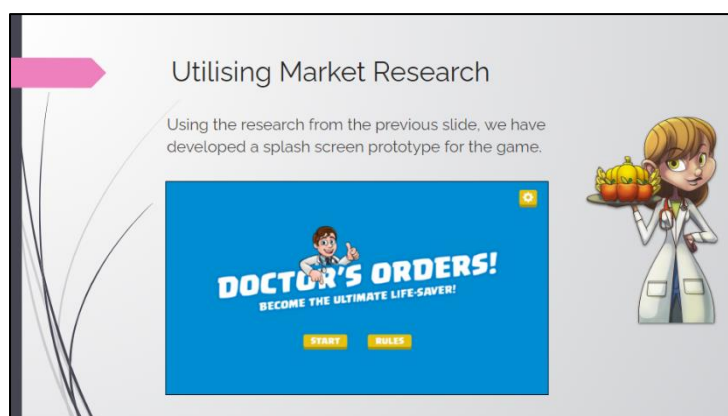 Utilising Market Research
Using the research from the previous slide, we have
developed a splash screen prototype for the game.
DOCTOR'S ORDERS!
BECOME THE ULTIMATE LIFE-SAVER!
START RULES